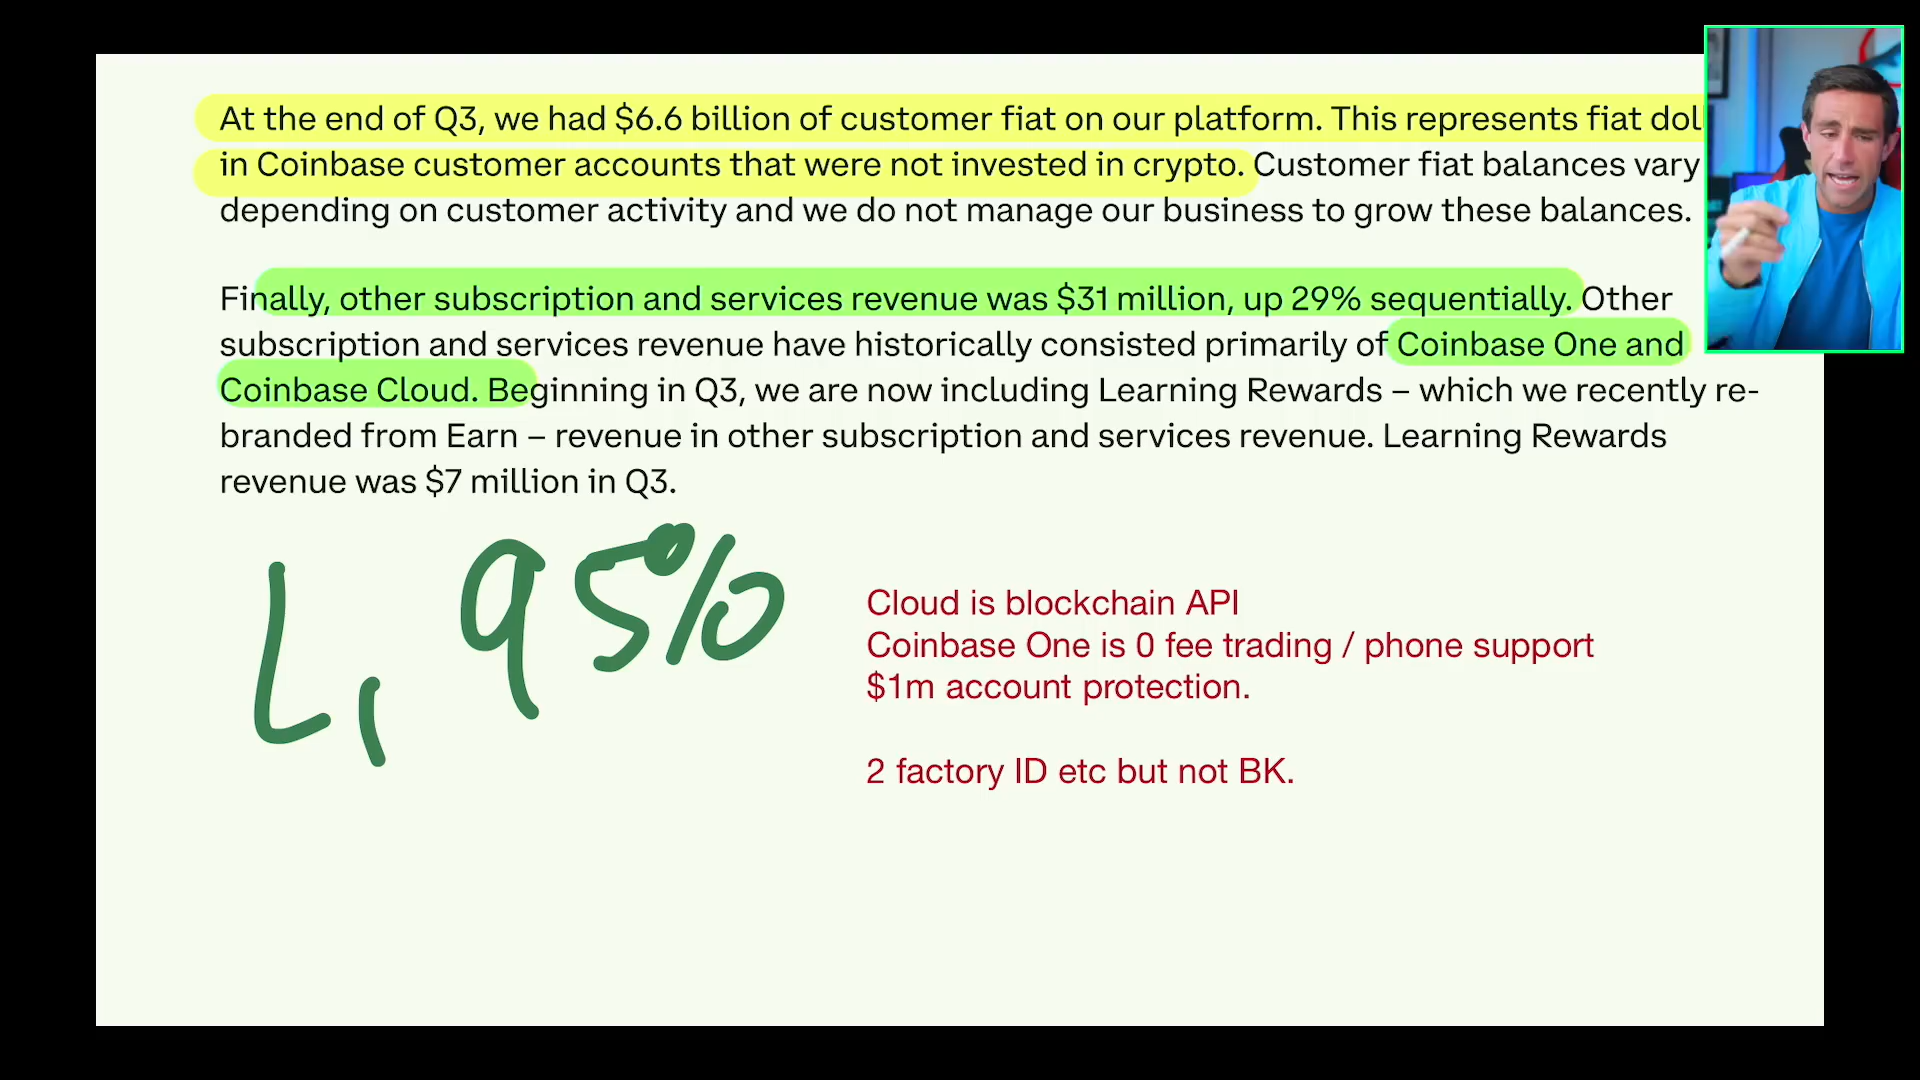 At the end of Q3, we had $6.6 billion of customer fiat on our platform. This represents fiat dol
in Coinbase customer accounts that were not invested in crypto. Customer fiat balances vary
depending on customer activity and we do not manage our business to grow these balances.
Finally, other subscription and services revenue was $31 million, up 29% sequentially. Other
subscription and services revenue have historically consisted primarily of Coinbase One and
Coinbase Cloud. Beginning in Q3, we are now including Learning Rewards – which we recently re-
branded from Earn – revenue in other subscription and services revenue. Learning Rewards
revenue was $7 million in Q3.
L, 95%
Cloud is blockchain API
Coinbase One is 0 fee trading / phone support
$1m account protection.
2 factory ID etc but not BK.